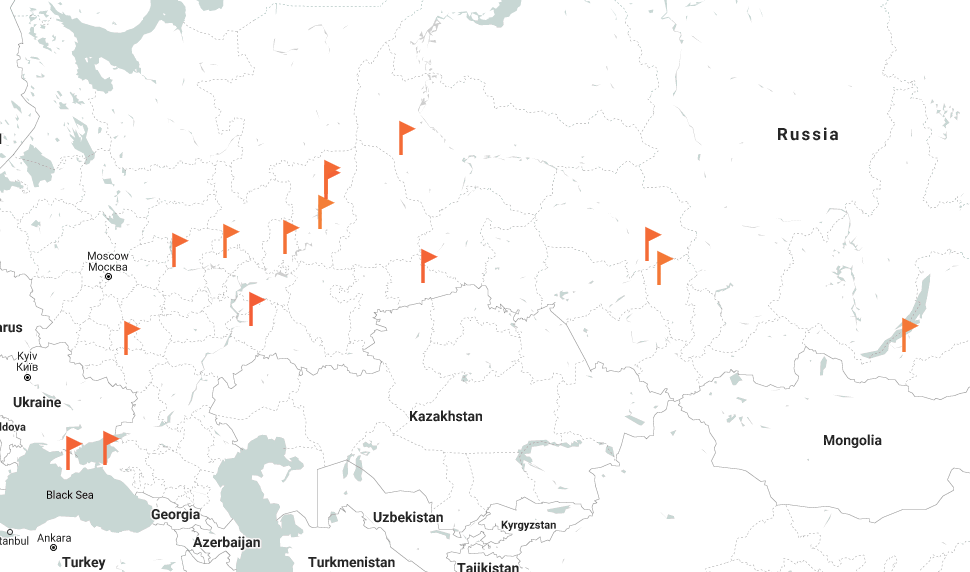 Russia
Moscow
Москва
arus
Kyiv
Київ
Ukraine
ldova
Kazakhstan
Mongolia
Black Sea
Georgia
Uzbekistan
Kyrgyzstan
tanbul
Ankara
Azerbaijan
Turkey
Turkmenistan
Tajikistan